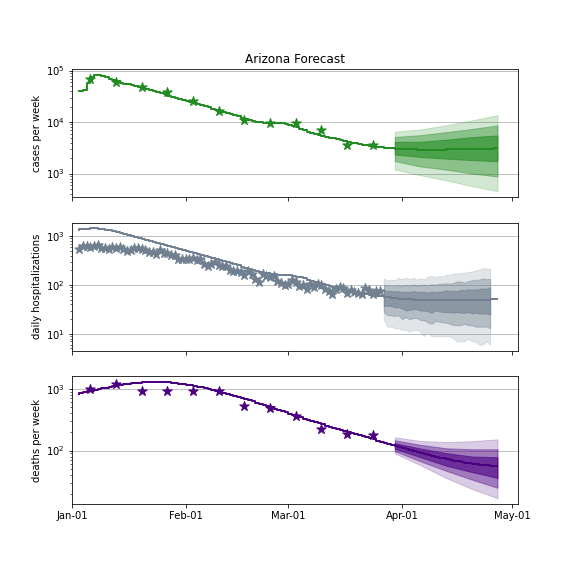 Arizona Forecast
10⁵
10⁴
10³
cases per week
10³
10²
10¹
daily hospitalizations
10³
10²
deaths per week
Jan-01 Feb-01 Mar-01 Apr-01 May-01